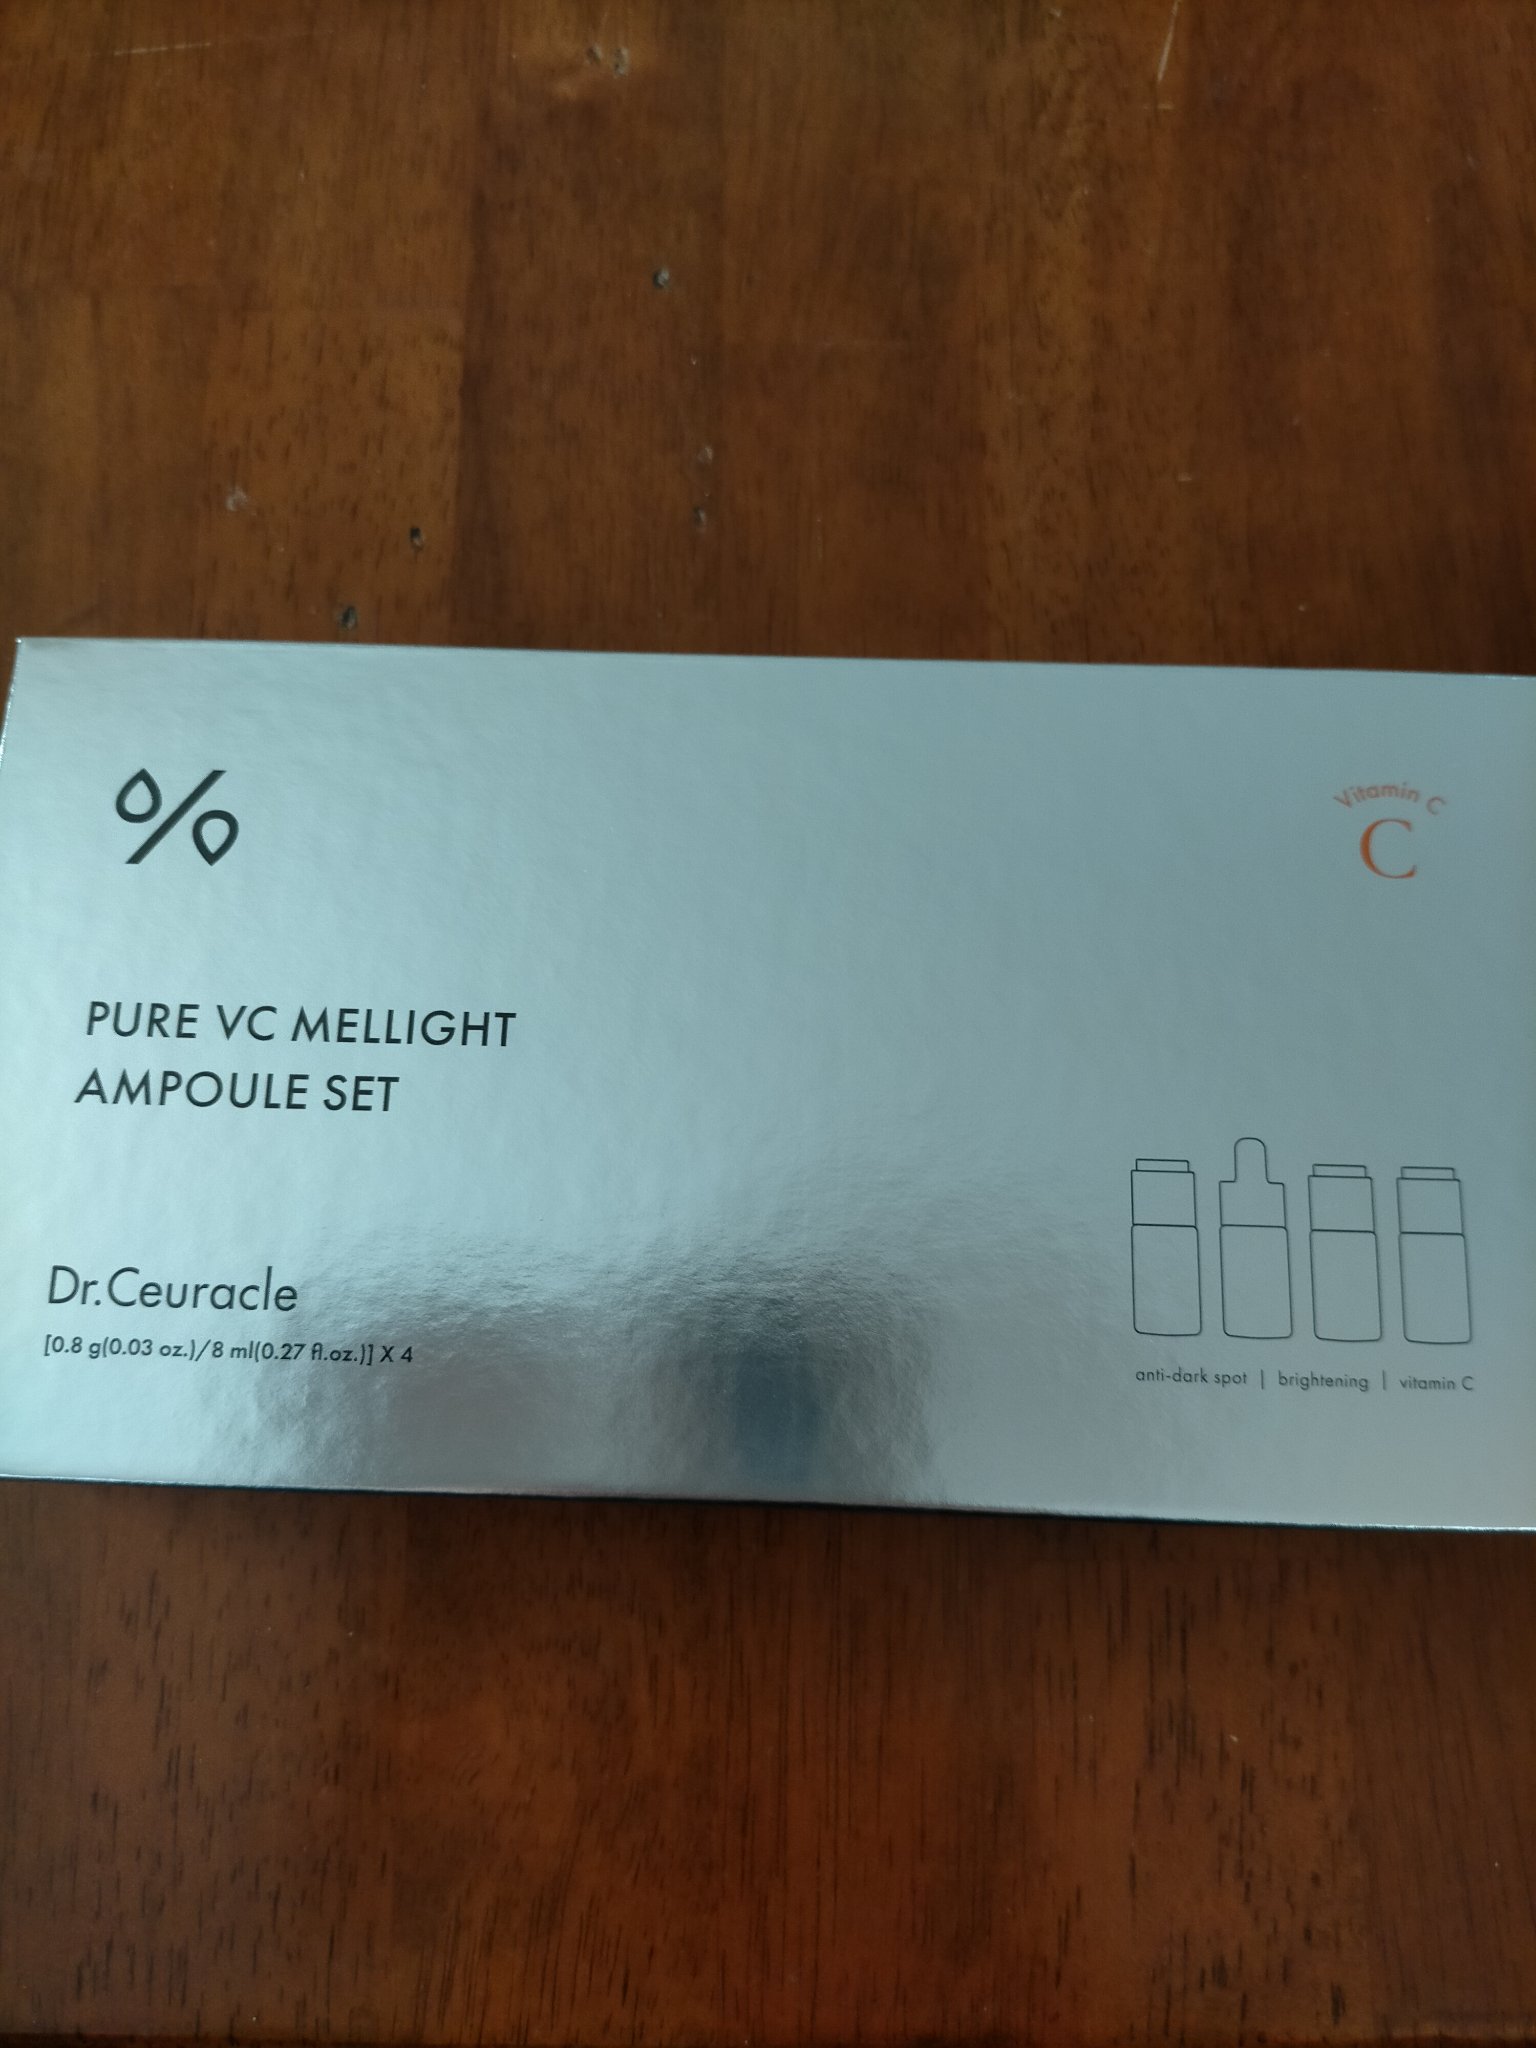 %
Vitamin C
C
PURE VC MELLIGHT
AMPOULE SET
Dr.Ceuracle
[0.8 g(0.03 oz.)/8 ml(0.27 fl.oz.)] X 4
anti-dark spot | brightening | vitamin C